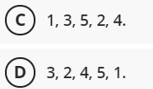 C 1, 3, 5, 2, 4.
D 3, 2, 4, 5, 1.